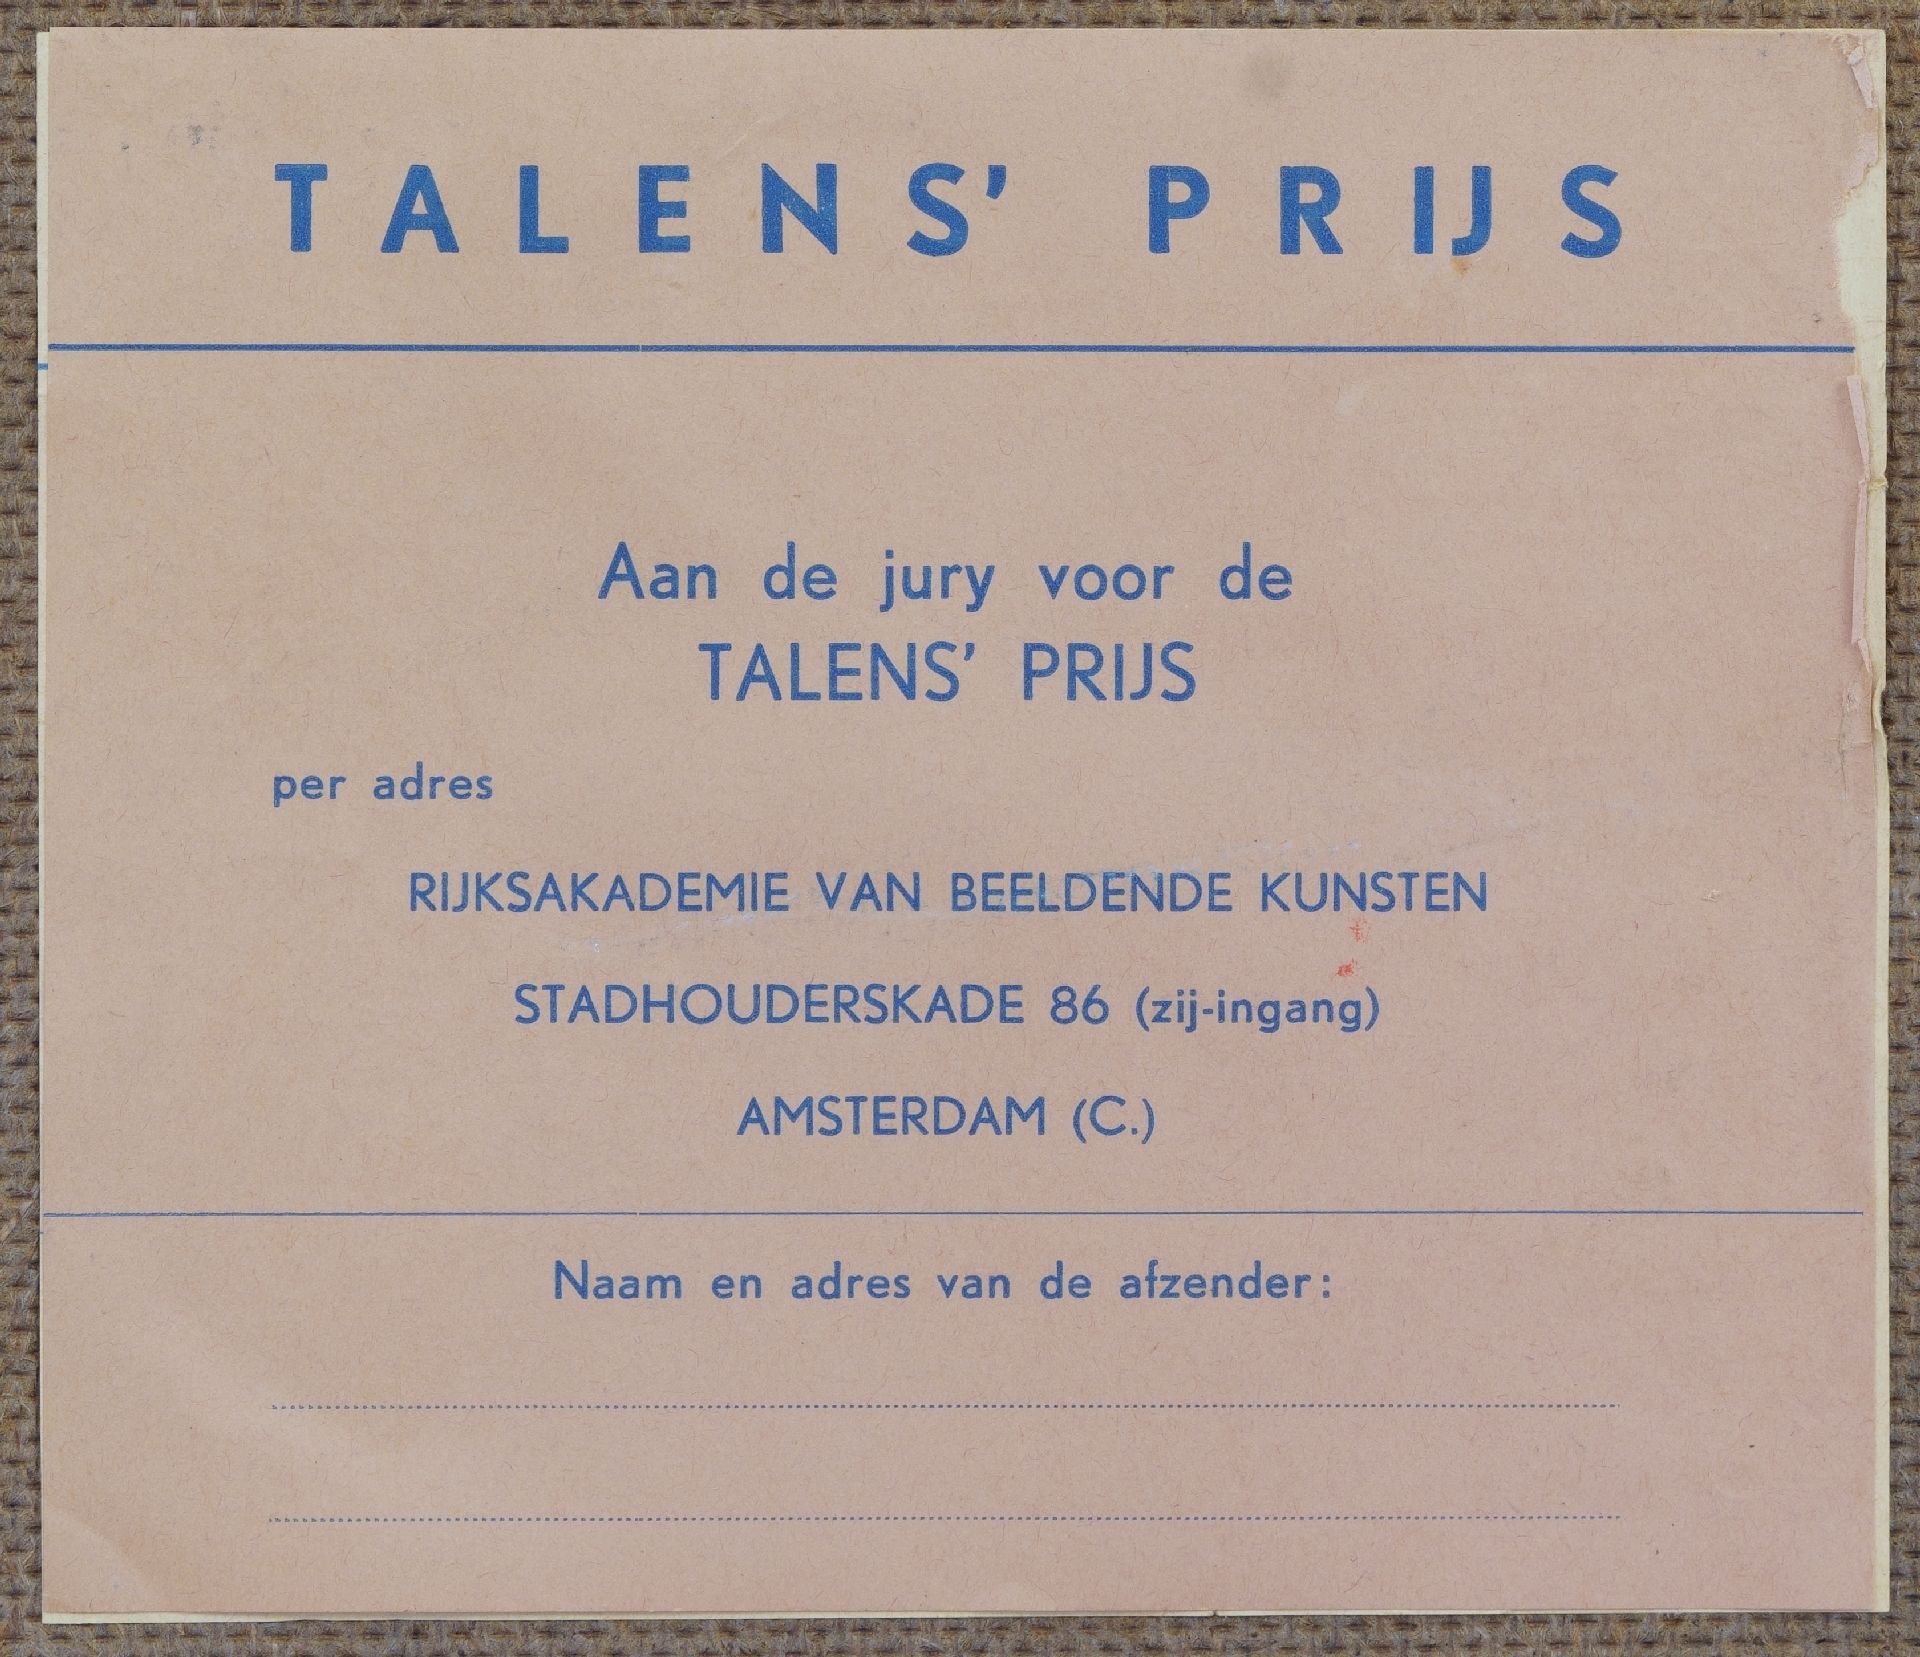 TALENS’ PRIJS
Aan de jury voor de
TALENS’ PRIJS
per adres
RIJKSAKADEMIE VAN BEELDENDE KUNSTEN
STADHOUDERSKADE 86 (zij-ingang)
AMSTERDAM (C.)
Naam en adres van de afzender: